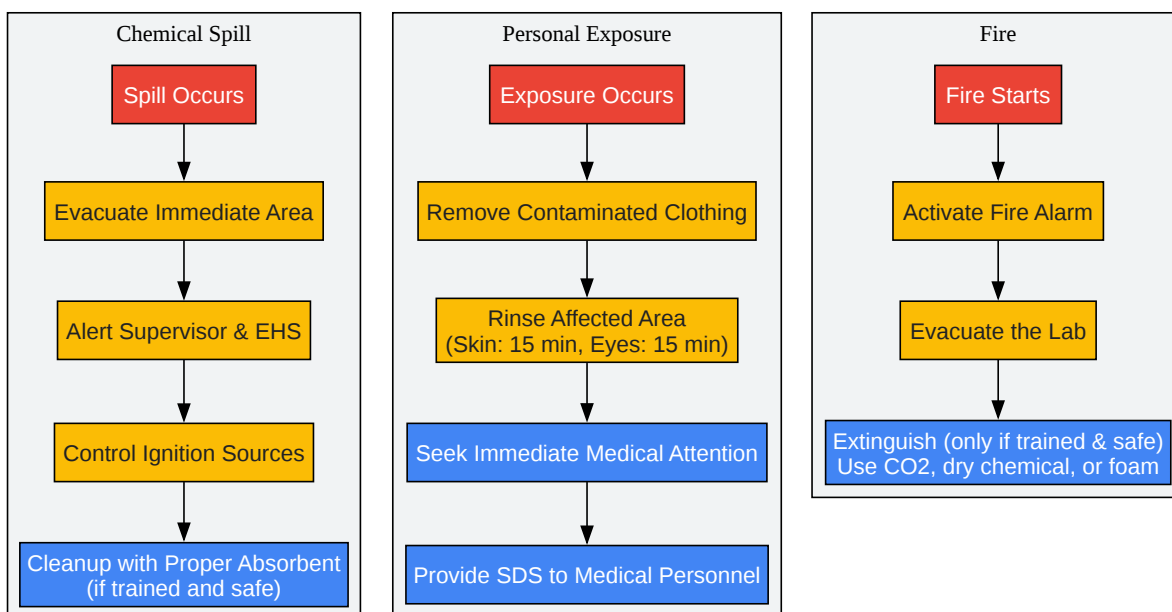 Chemical Spill
Spill Occurs
Evacuate Immediate Area
Alert Supervisor & EHS
Control Ignition Sources
Cleanup with Proper Absorbent
(if trained and safe)
Personal Exposure
Exposure Occurs
Remove Contaminated Clothing
Rinse Affected Area
(Skin: 15 min, Eyes: 15 min)
Seek Immediate Medical Attention
Provide SDS to Medical Personnel
Fire
Fire Starts
Activate Fire Alarm
Evacuate the Lab
Extinguish (only if trained & safe)
Use CO2, dry chemical, or foam